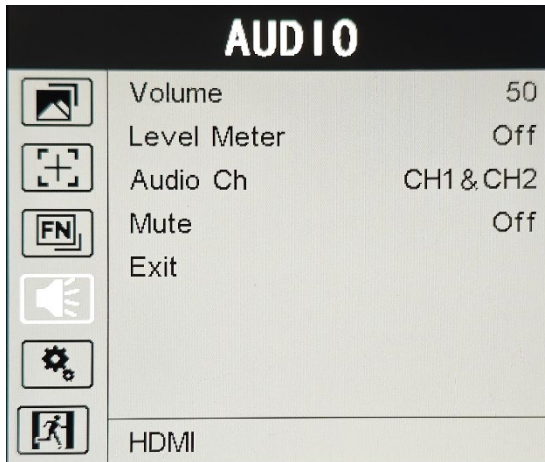 AUDIO
Volume 50
Level Meter Off
Audio Ch CH1&CH2
FN
Mute Off
Exit
HDMI